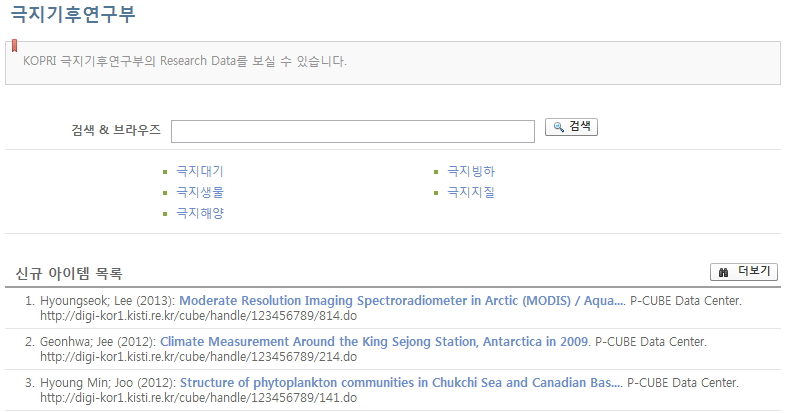 극지기후연구부
KOPRI 극지기후연구부의 Research Data를 보실 수 있습니다.
검색 & 브라우즈 검색
극지대기 극지빙하
극지생물 극지지질
극지해양
신규 아이템 목록 더보기
1. Hyoungseok; Lee (2013): Moderate Resolution Imaging Spectroradiometer in Arctic (MODIS) / Aqua.... P-CUBE Data Center.
http://digi-kor1.kisti.re.kr/cube/handle/123456789/814.do
2. Geonhwa; Jee (2012): Climate Measurement Around the King Sejong Station, Antarctica in 2009. P-CUBE Data Center.
http://digi-kor1.kisti.re.kr/cube/handle/123456789/214.do
3. Hyoung Min; Joo (2012): Structure of phytoplankton communities in Chukchi Sea and Canadian Bas.... P-CUBE Data Center.
http://digi-kor1.kisti.re.kr/cube/handle/123456789/141.do